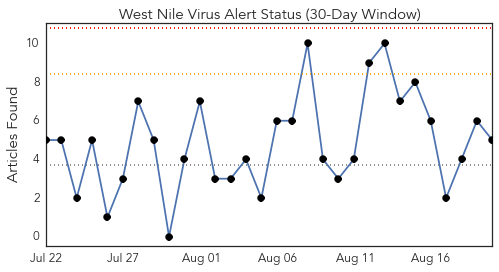 West Nile Virus Alert Status (30-Day Window)
Articles Found
10
8
6
4
2
0
Jul 22 Jul 27 Aug 01 Aug 06 Aug 11 Aug 16